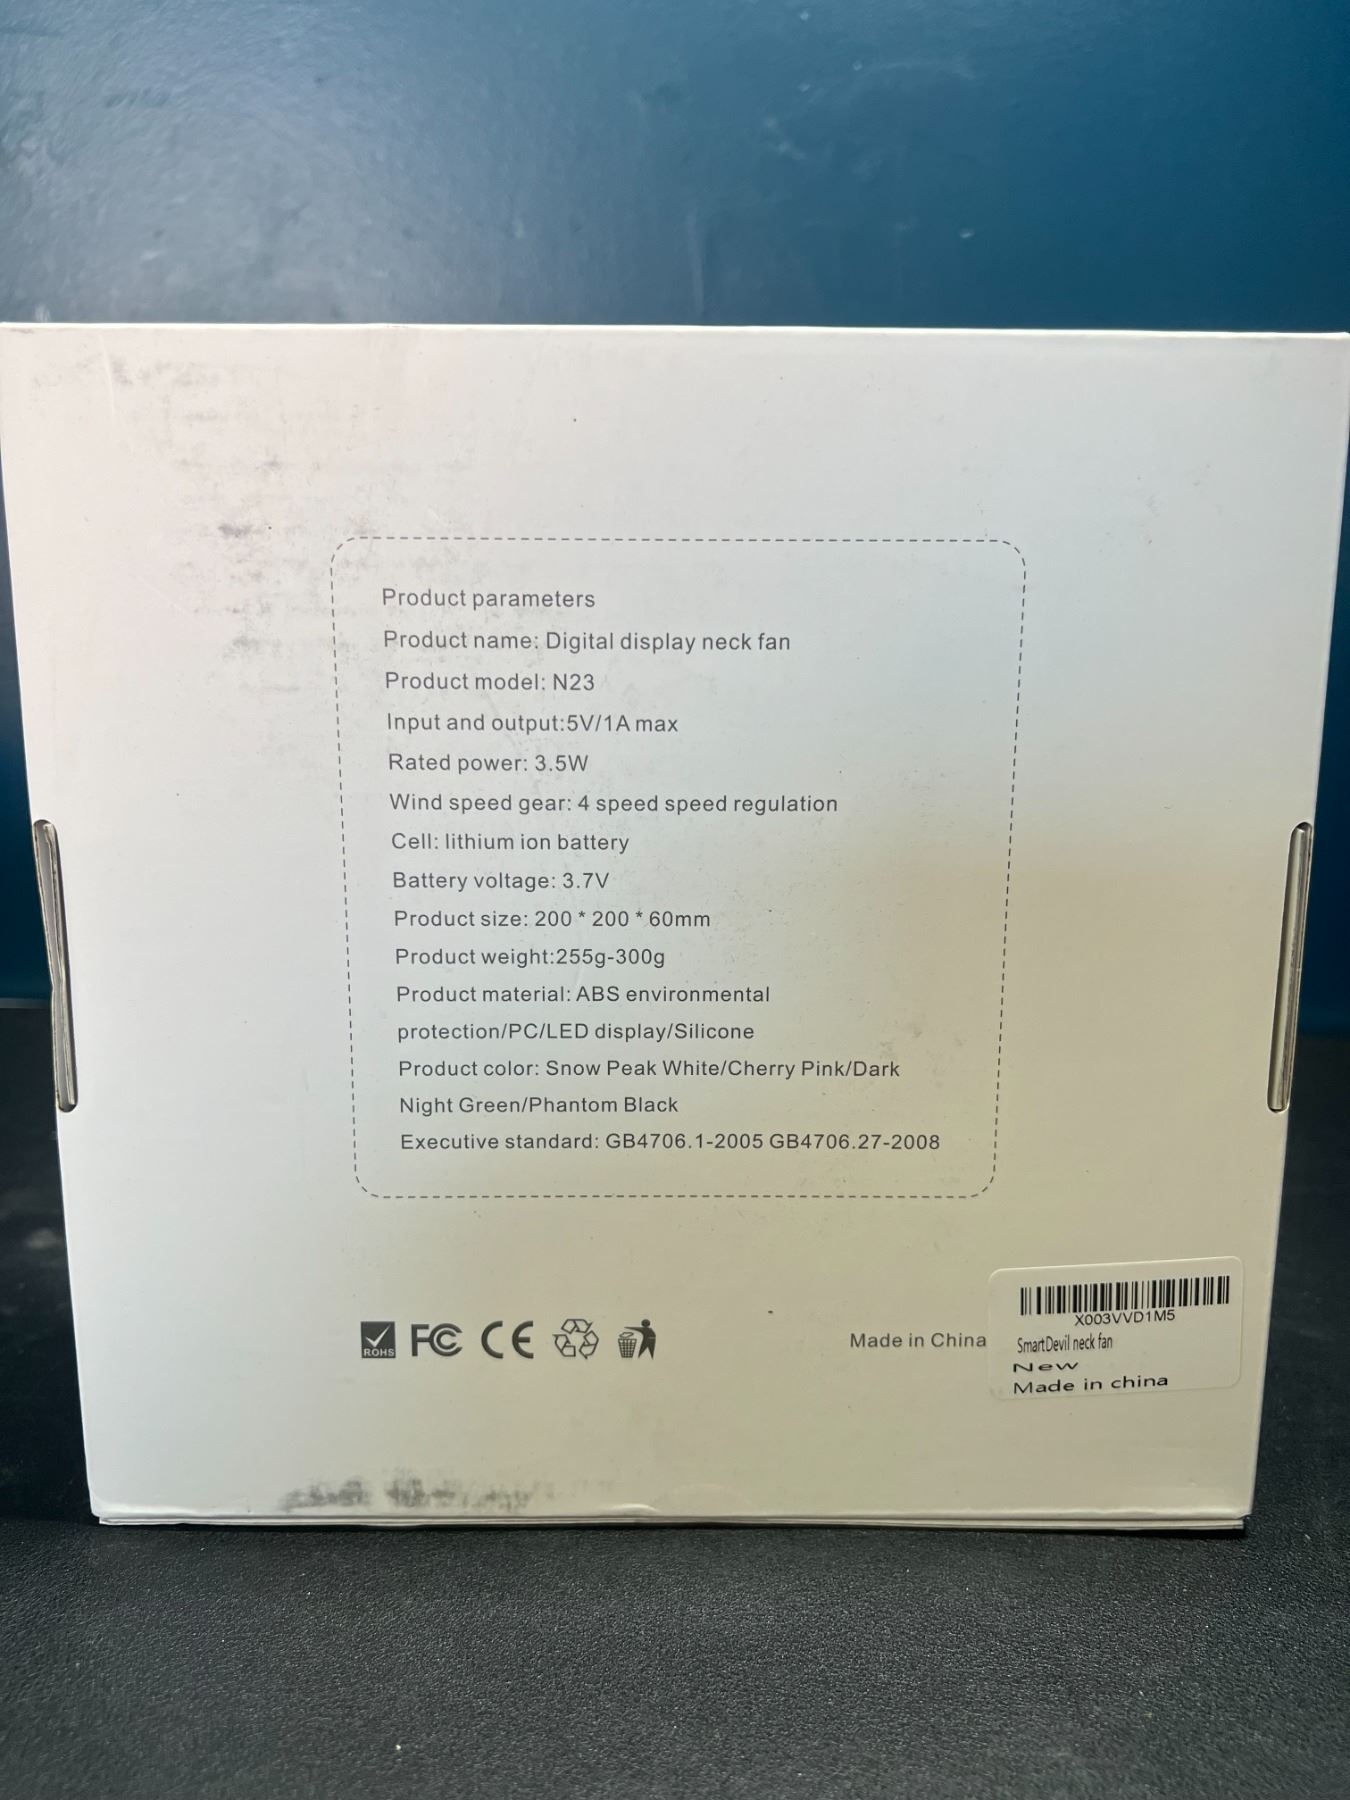 Product parameters
Product name: Digital display neck fan
Product model: N23
Input and output:5V/1A max
Rated power: 3.5W
Wind speed gear: 4 speed speed regulation
Cell: lithium ion battery
Battery voltage: 3.7V
Product size: 200 * 200 * 60mm
Product weight:255g-300g
Product material: ABS environmental
protection/PC/LED display/Silicone
Product color: Snow Peak White/Cherry Pink/Dark
Night Green/Phantom Black
Executive standard: GB4706.1-2005 GB4706.27-2008
ROHS FC CE
Made in China
X003VVD1M5
SmartDevil neck fan
New
Made in china